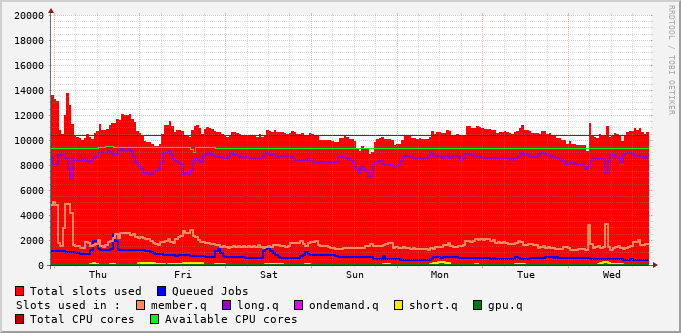 20000
18000
16000
14000
12000
10000
8000
6000
4000
2000
0
Thu Fri Sat Sun Mon Tue Wed
RRDTOOL / TOBI OETIKER
Total slots used Queued Jobs
Slots used in : member.q long.q ondemand.q short.q gpu.q
Total CPU cores Available CPU cores